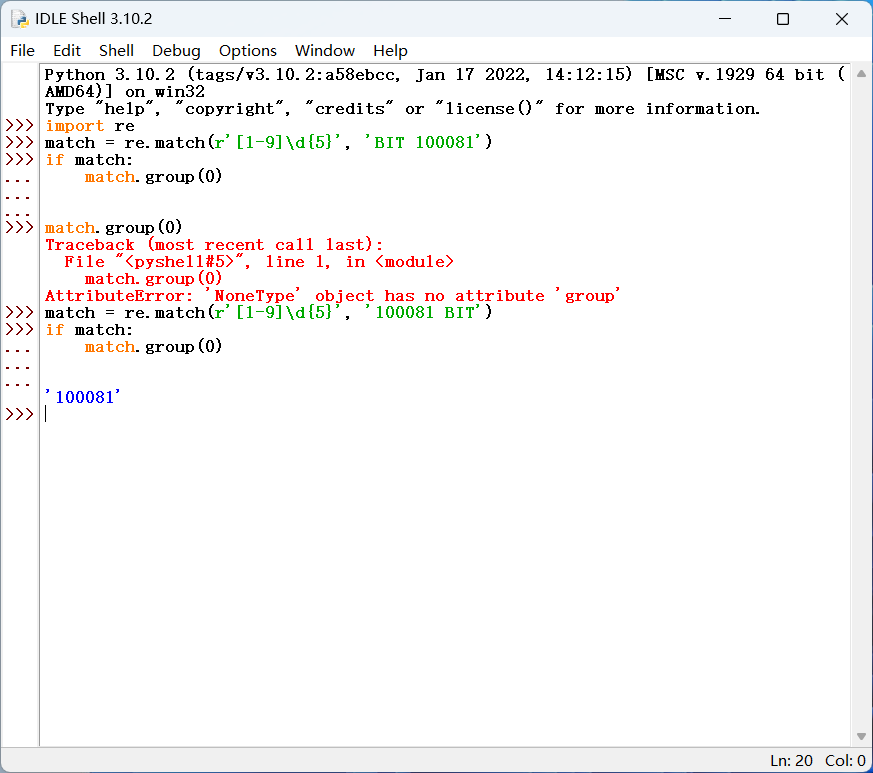 IDLE Shell 3.10.2
File Edit Shell Debug Options Window Help
Python 3.10.2 (tags/v3.10.2:a58ebcc, Jan 17 2022, 14:12:15) [MSC v.1929 64 bit (
AMD64)] on win32
Type "help", "copyright", "credits" or "license()" for more information.
>>> import re
>>> match = re.match(r'[1-9]\d{5}', 'BIT 100081')
>>> if match:
...     match.group(0)
...
...
>>> match.group(0)
Traceback (most recent call last):
  File "<pyshell#5>", line 1, in <module>
    match.group(0)
AttributeError: 'NoneType' object has no attribute 'group'
>>> match = re.match(r'[1-9]\d{5}', '100081 BIT')
>>> if match:
...     match.group(0)
...
...
'100081'
>>>
Ln: 20 Col: 0